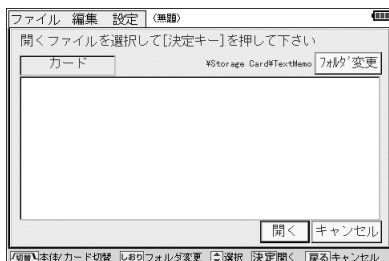 ファイル 編集 設定 (無題)
開くファイルを選択して[決定キー]を押して下さい
カード ¥Storage Card¥TextMemo ﾌｫﾙﾀﾞ変更
開く キャンセル
切替 本体/カード切替 しおり フォルダ変更 選択 決定 開く 戻る キャンセル